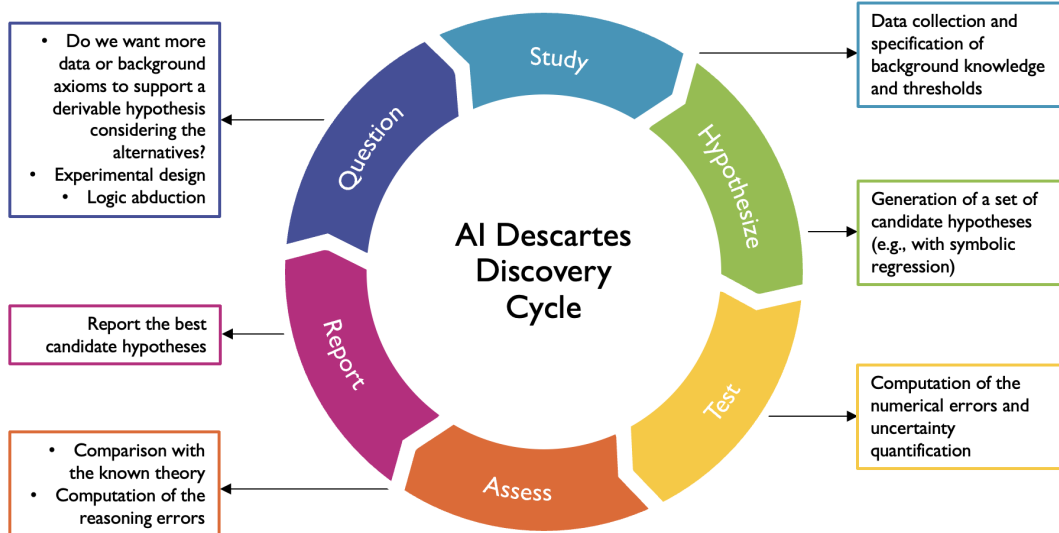 • Do we want more
data or background
axioms to support a
derivable hypothesis
considering the
alternatives?
• Experimental design
• Logic abduction
Study
Data collection and
specification of
background knowledge
and thresholds
Question
Hypothesize
Generation of a set of
candidate hypotheses
(e.g., with symbolic
regression)
AI Descartes
Discovery
Cycle
Report the best
candidate hypotheses
Report
Test
Computation of the
numerical errors and
uncertainty
quantification
• Comparison with
the known theory
• Computation of the
reasoning errors
Assess